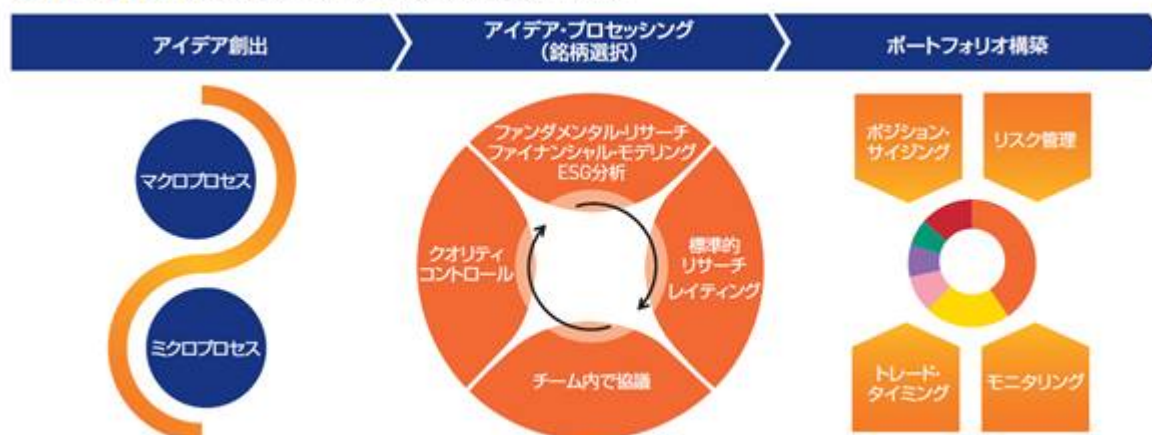 アイデア創出
アイデア・プロセッシング
(銘柄選択)
ポートフォリオ構築
マクロプロセス
ミクロプロセス
ファンダメンタル・リサーチ
ファイナンシャル・モデリング
ESG分析
標準的
リサーチ
レイティング
チーム内で協議
クオリティ
コントロール
ポジション・
サイジング
リスク管理
トレード・
タイミング
モニタリング